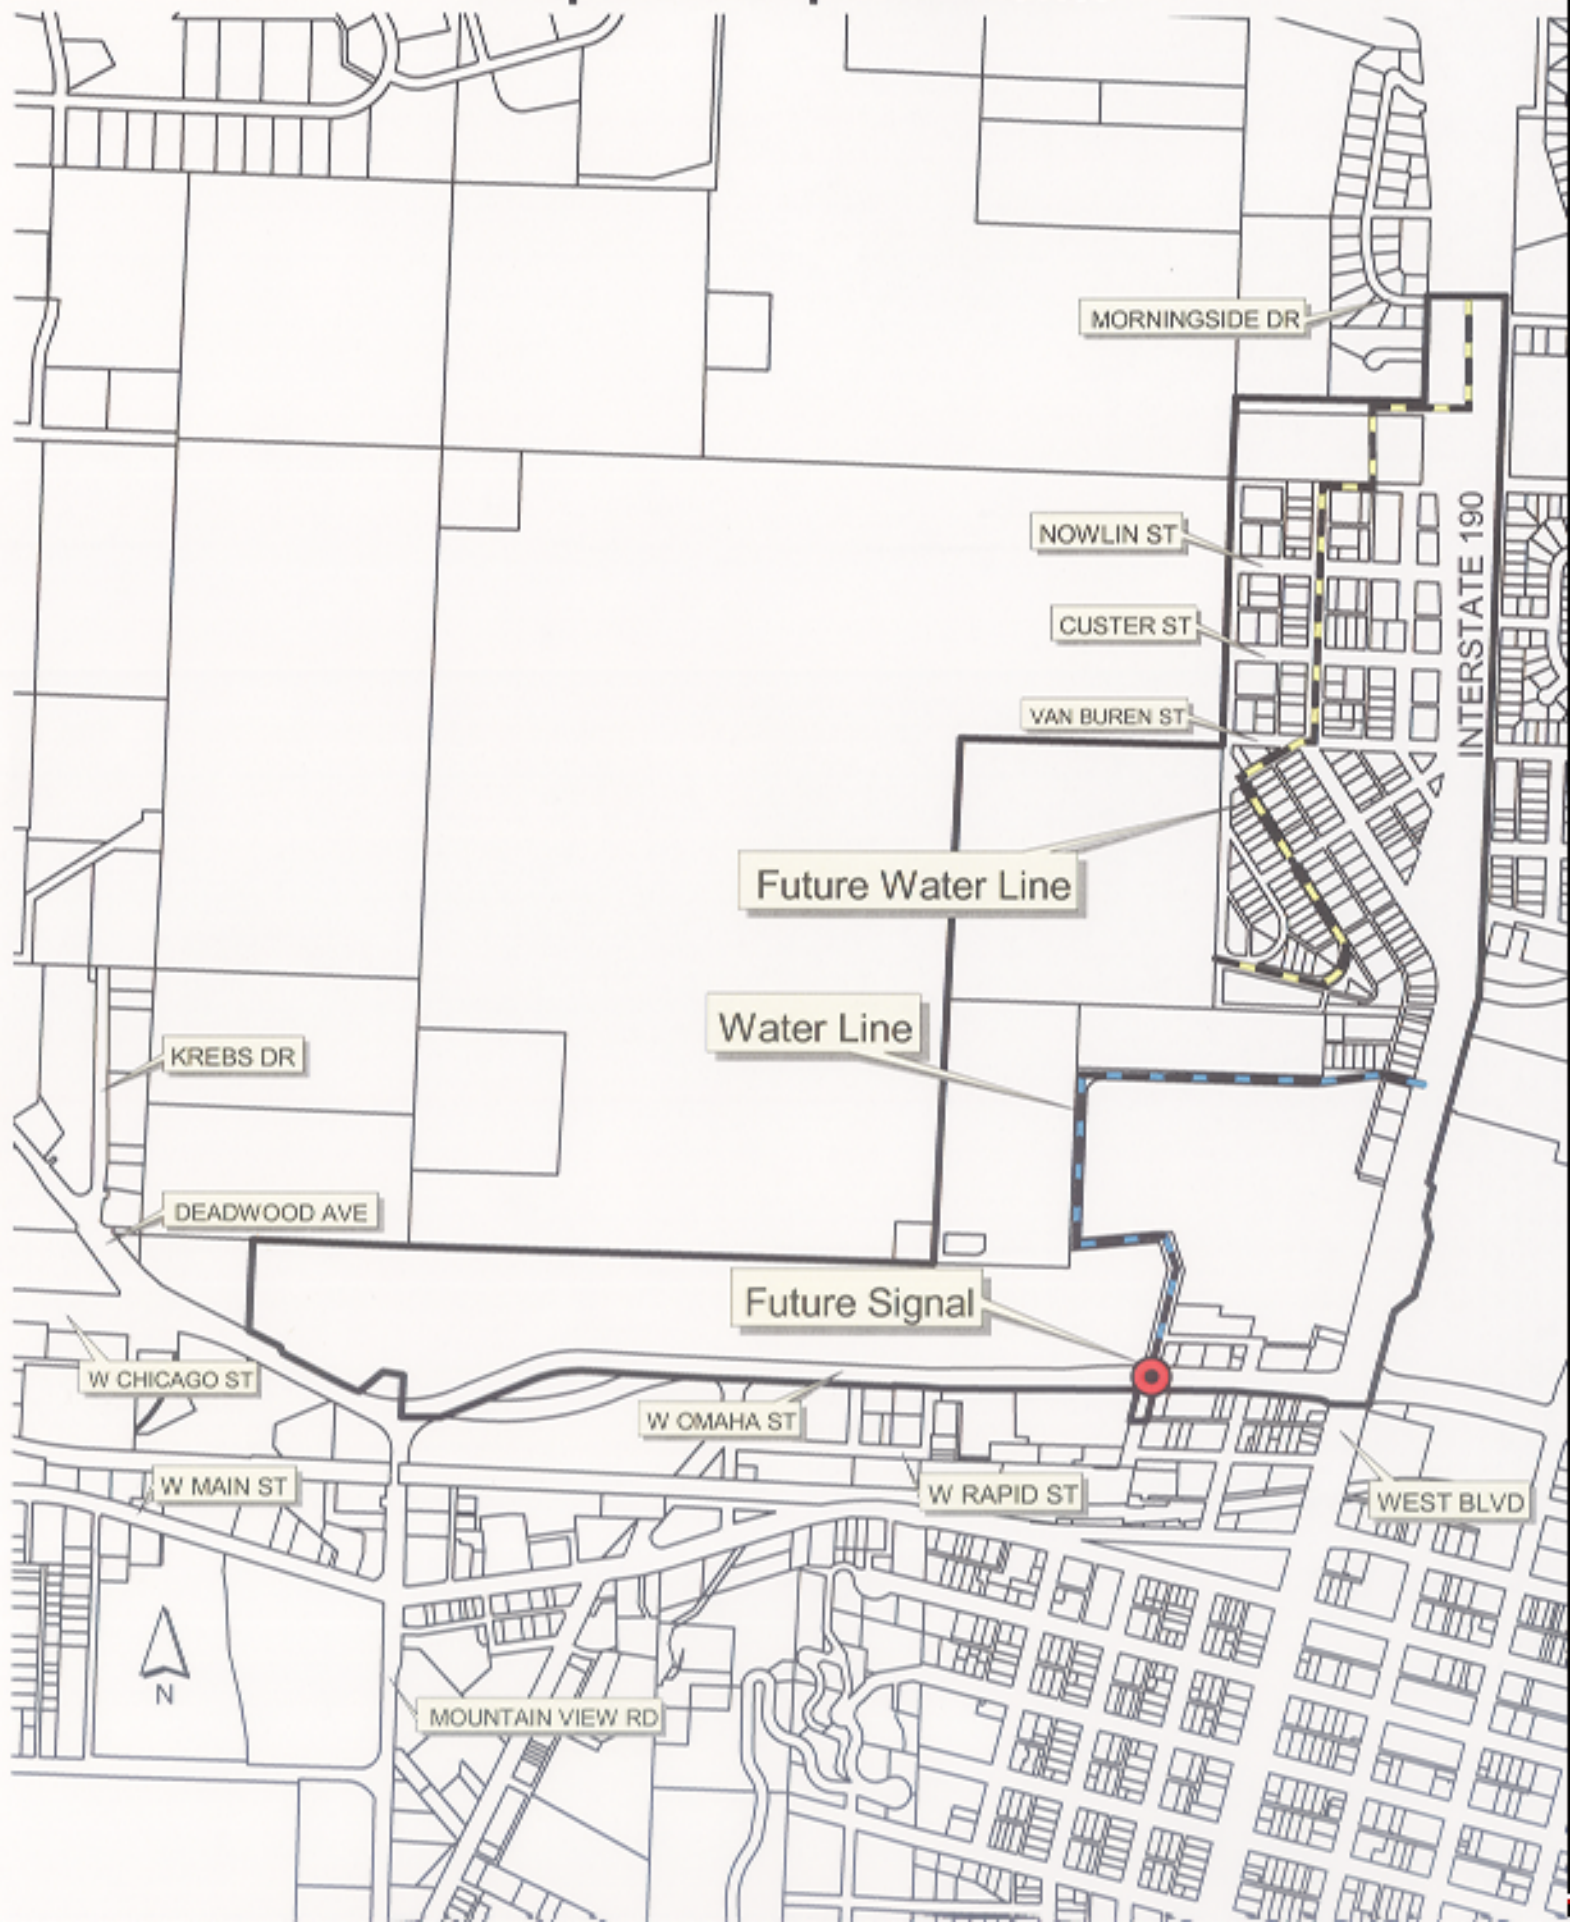 MORNINGSIDE DR
NOWLIN ST
INTERSTATE 190
CUSTER ST
VAN BUREN ST
Future Water Line
Water Line
KREBS DR
DEADWOOD AVE
Future Signal
W CHICAGO ST
W OMAHA ST
W MAIN ST
W RAPID ST
WEST BLVD
N
MOUNTAIN VIEW RD